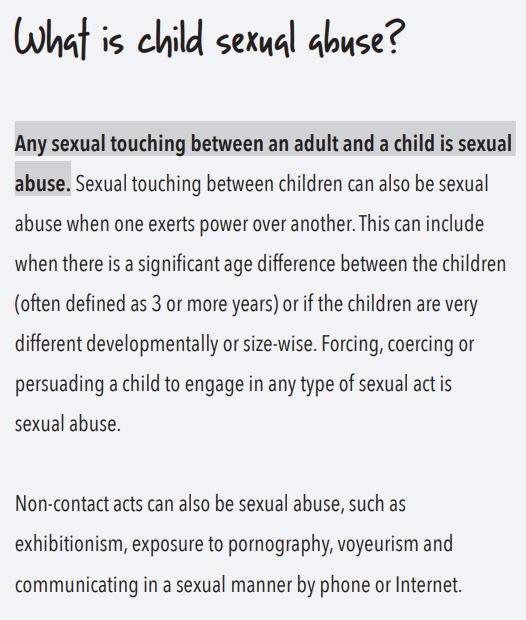 What is child sexual abuse?
Any sexual touching between an adult and a child is sexual
abuse. Sexual touching between children can also be sexual
abuse when one exerts power over another. This can include
when there is a significant age difference between the children
(often defined as 3 or more years) or if the children are very
different developmentally or size-wise. Forcing, coercing or
persuading a child to engage in any type of sexual act is
sexual abuse.
Non-contact acts can also be sexual abuse, such as
exhibitionism, exposure to pornography, voyeurism and
communicating in a sexual manner by phone or Internet.